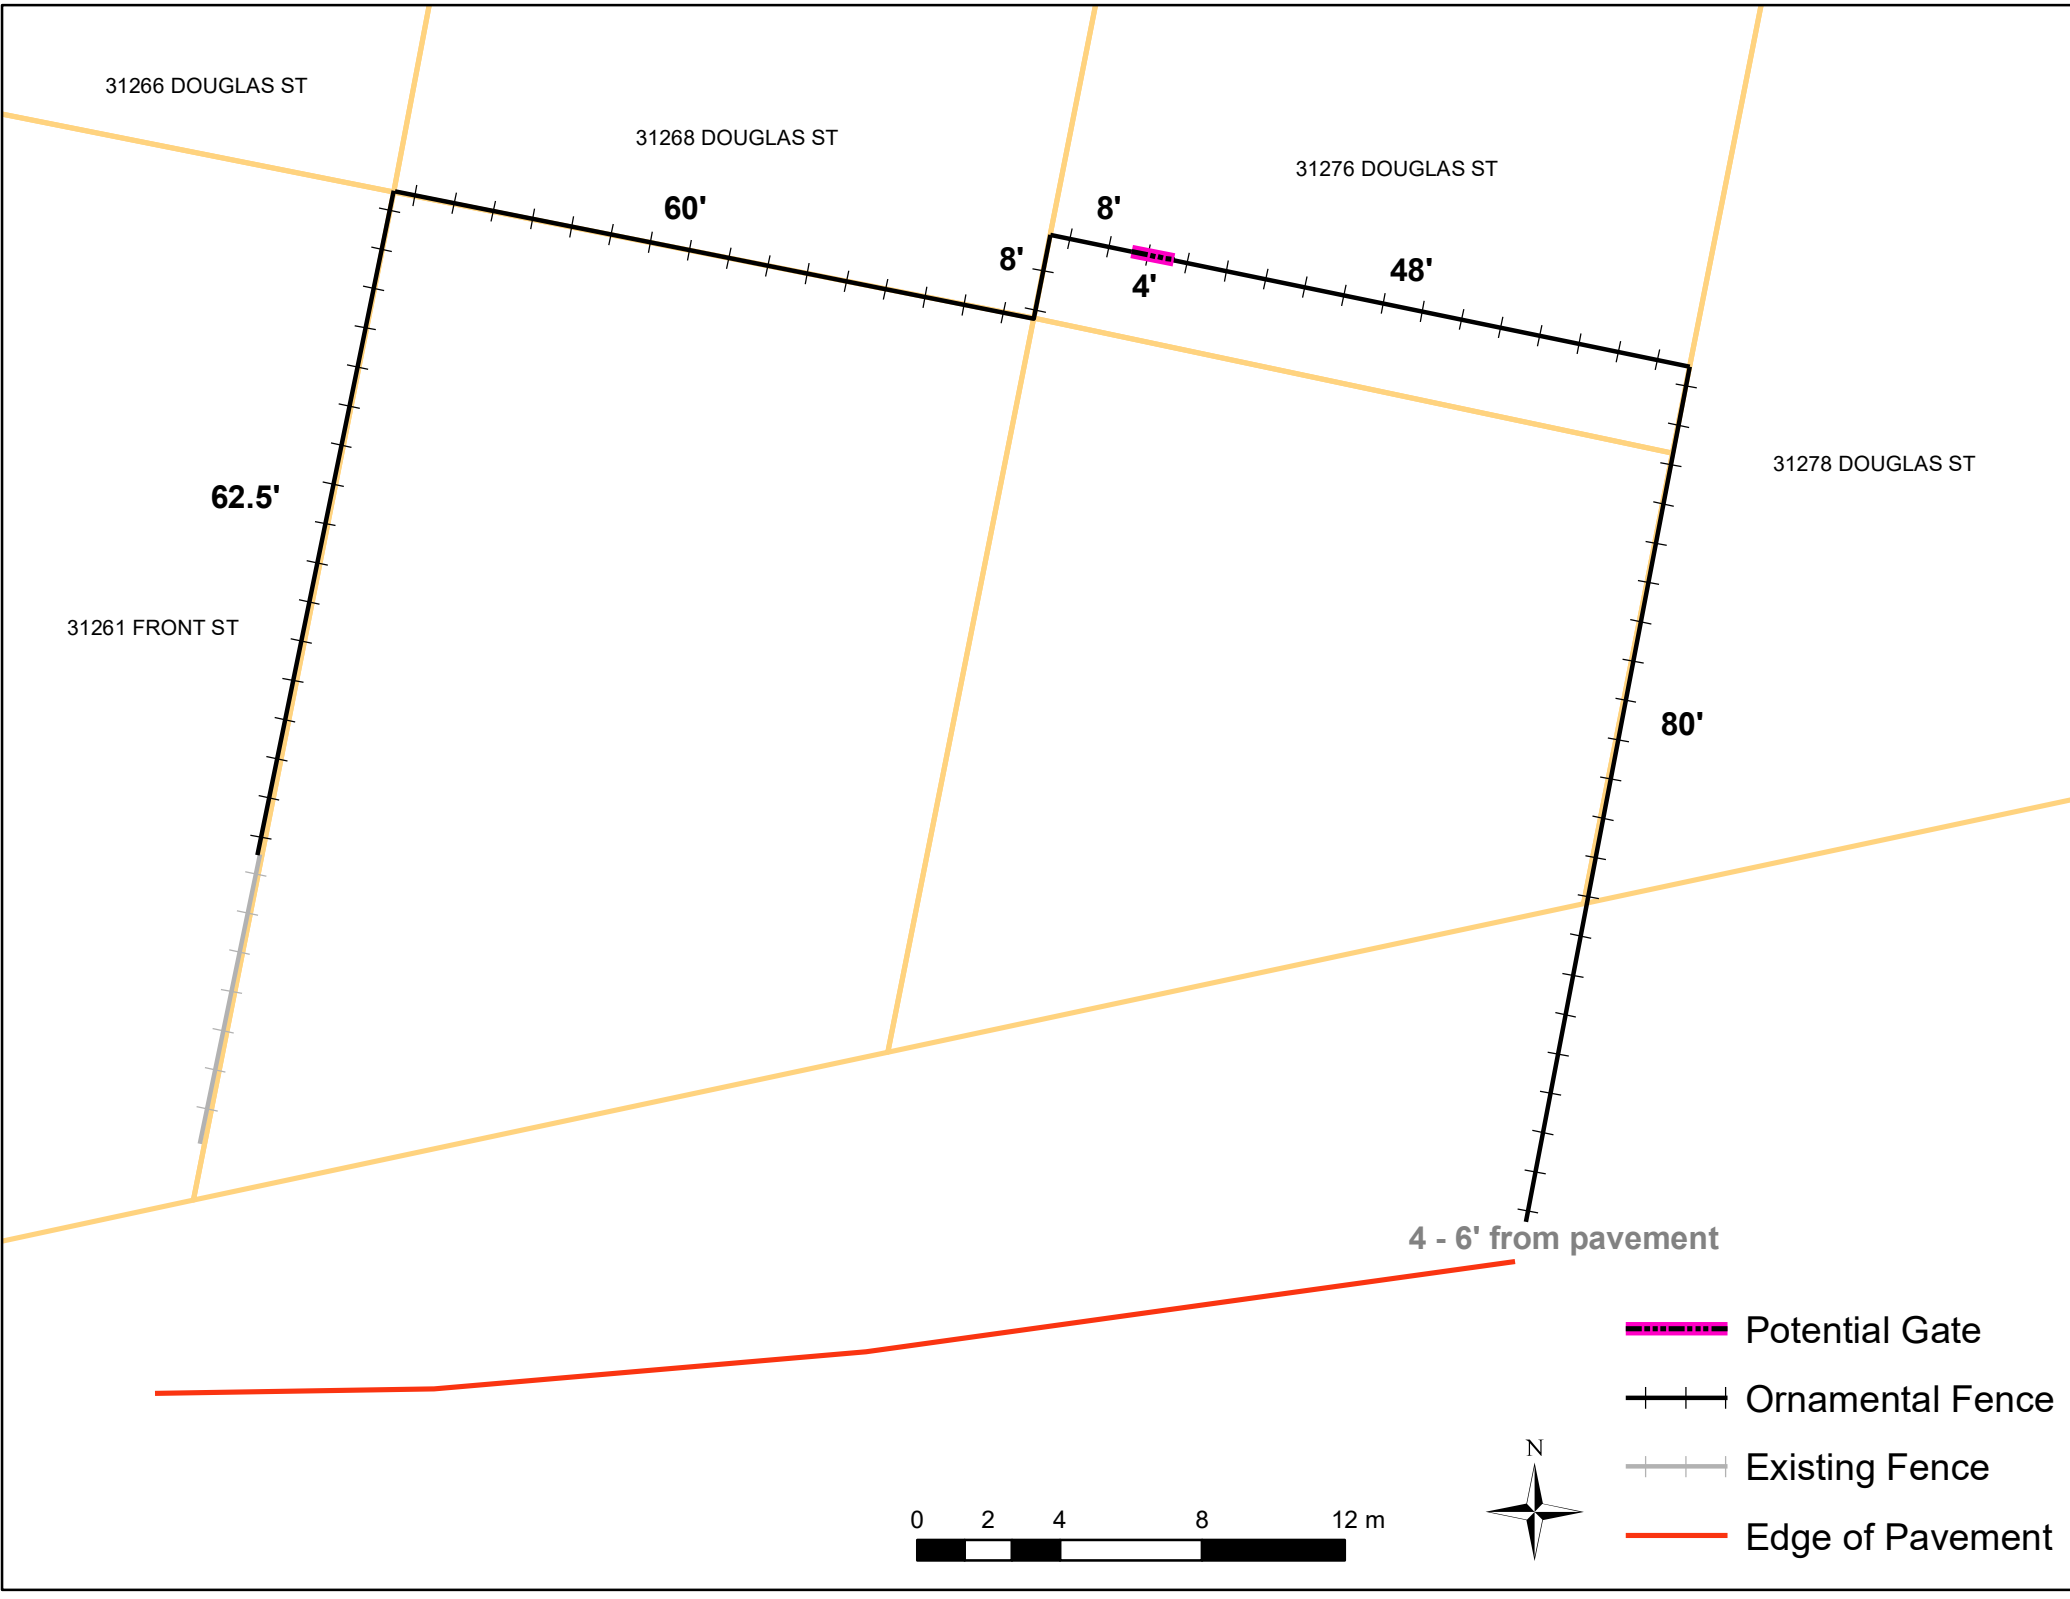 31266 DOUGLAS ST
31268 DOUGLAS ST
31276 DOUGLAS ST
60'
8'
8'
4'
48'
31278 DOUGLAS ST
62.5'
31261 FRONT ST
80'
4 - 6' from pavement
Potential Gate
Ornamental Fence
Existing Fence
Edge of Pavement
N
0 2 4 8 12 m